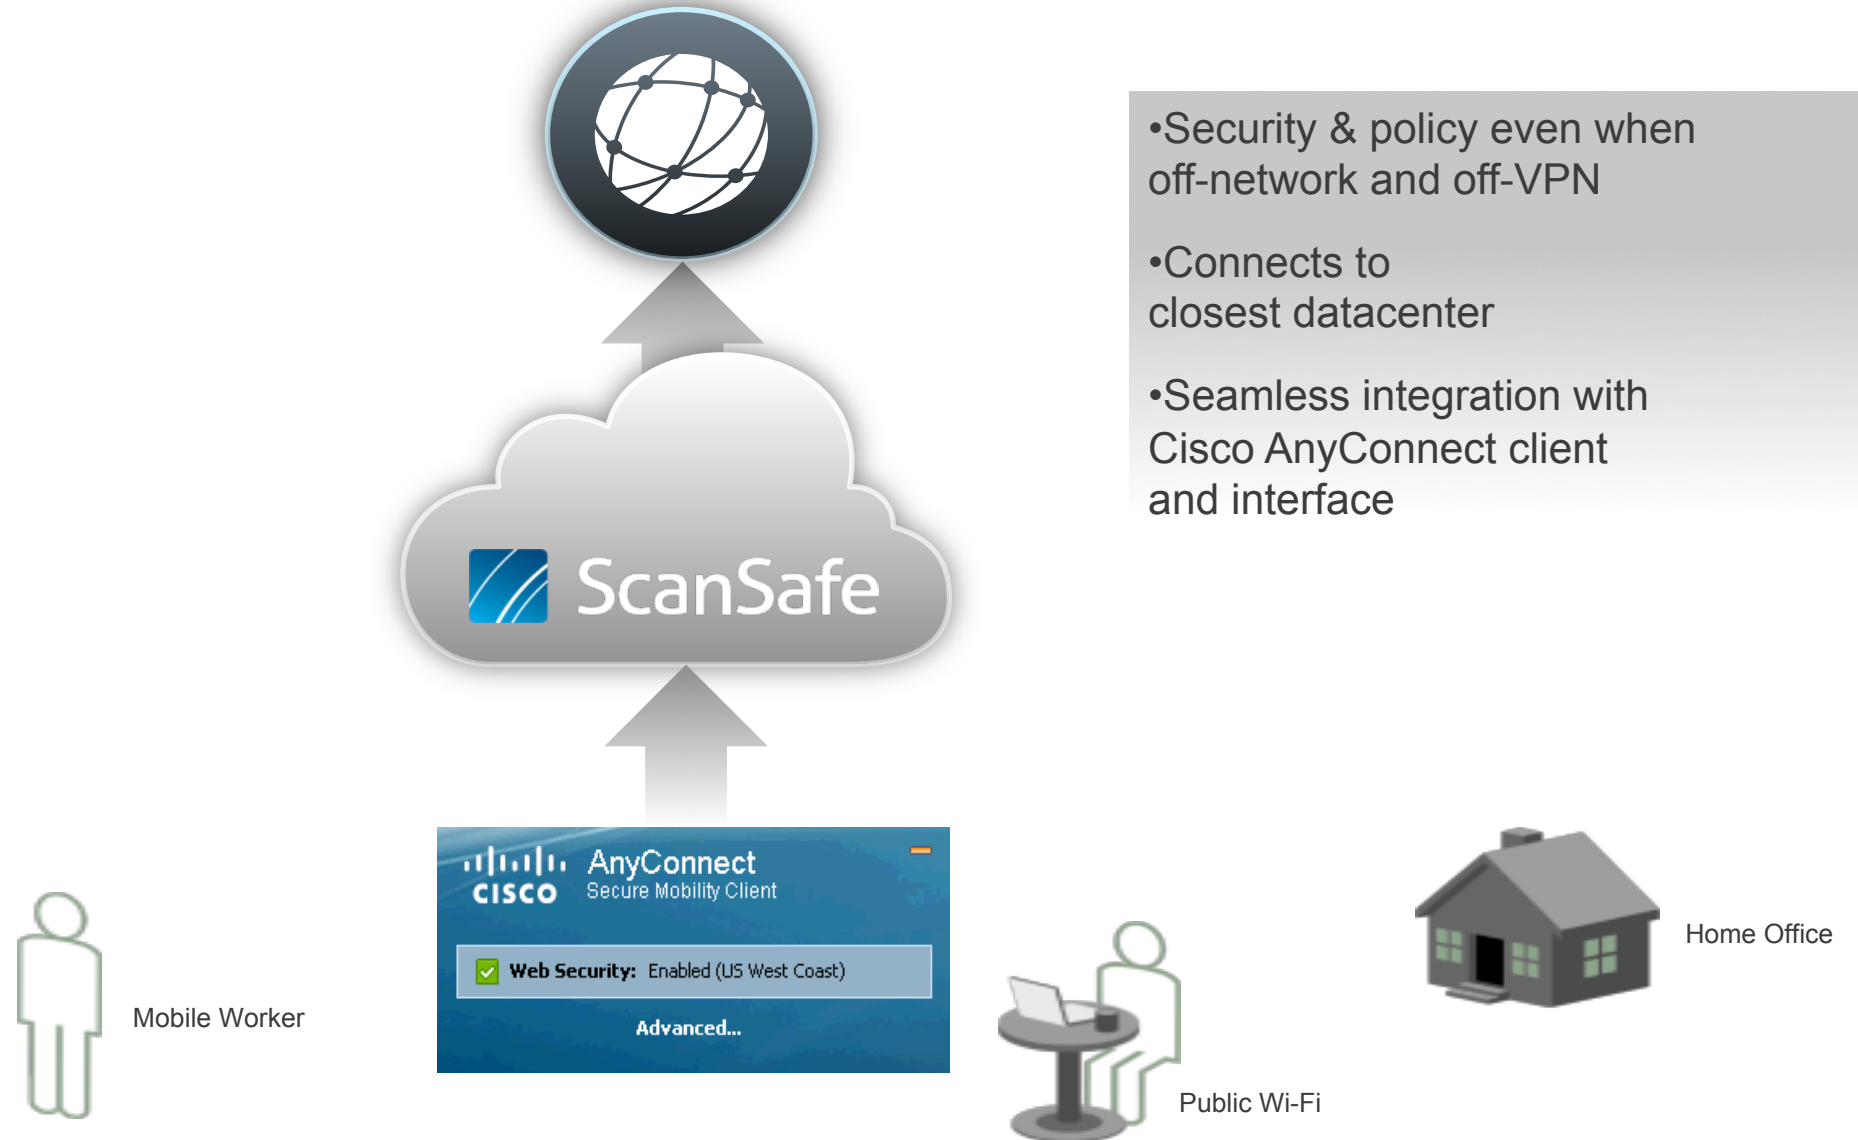 •Security & policy even when
off-network and off-VPN
•Connects to
closest datacenter
•Seamless integration with
Cisco AnyConnect client
and interface
ScanSafe
CISCO
AnyConnect
Secure Mobility Client
Web Security: Enabled (US West Coast)
Advanced...
Mobile Worker
Public Wi-Fi
Home Office